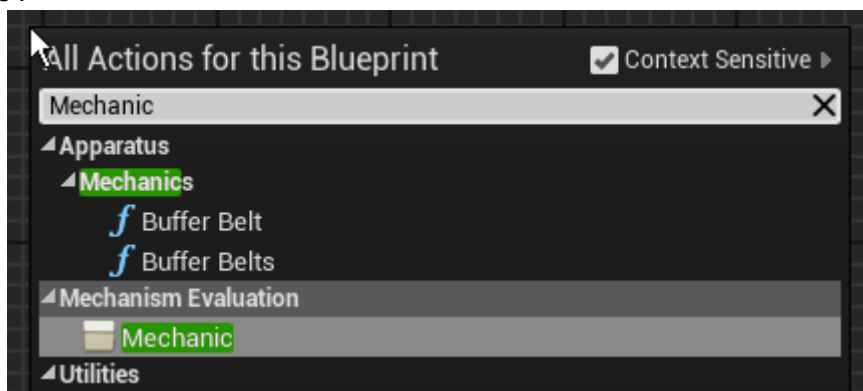 All Actions for this Blueprint Context Sensitive
Mechanic
Apparatus
Mechanics
f Buffer Belt
f Buffer Belts
Mechanism Evaluation
Mechanic
Utilities